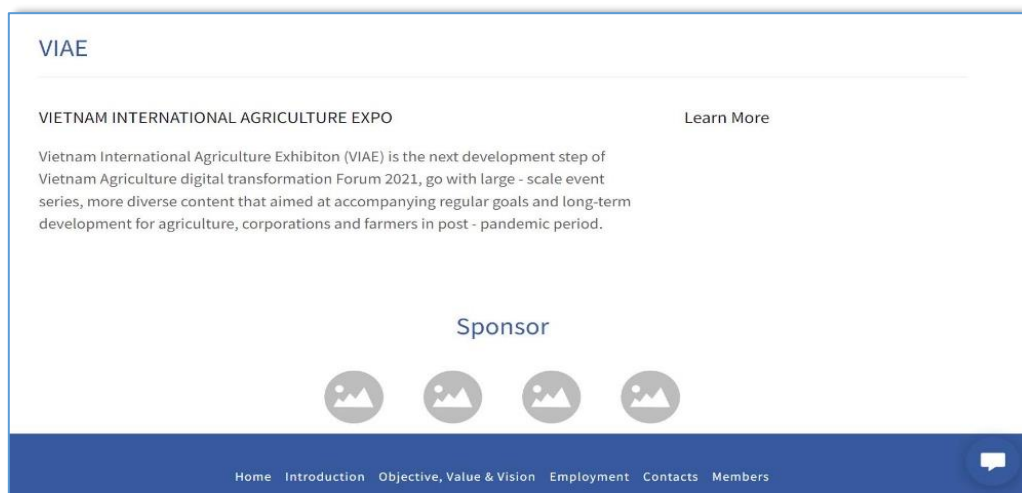 VIAE
VIETNAM INTERNATIONAL AGRICULTURE EXPO
Learn More
Vietnam International Agriculture Exhibiton (VIAE) is the next development step of
Vietnam Agriculture digital transformation Forum 2021, go with large - scale event
series, more diverse content that aimed at accompanying regular goals and long-term
development for agriculture, corporations and farmers in post - pandemic period.
Sponsor
Home Introduction Objective, Value & Vision Employment Contacts Members